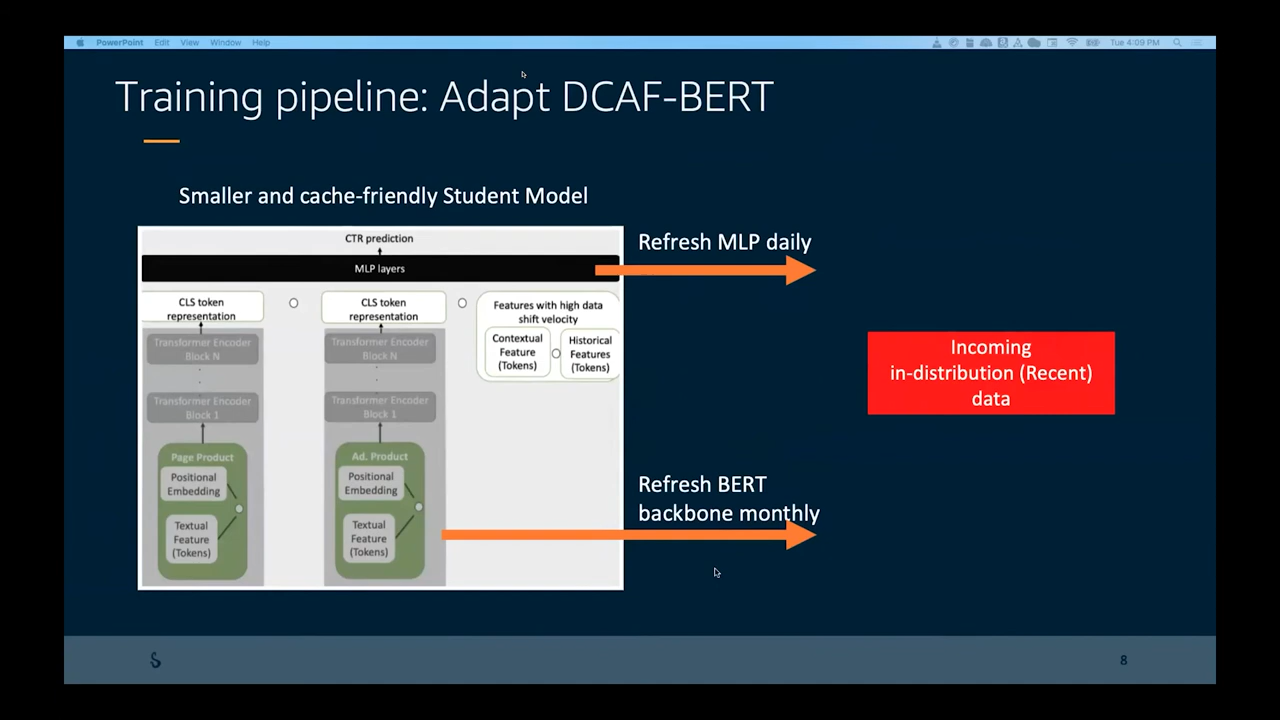 PowerPoint Edit View Window Help
Tue 4:09 PM
Training pipeline: Adapt DCAF-BERT
Smaller and cache-friendly Student Model
CTR prediction
MLP layers
CLS token
representation
CLS token
representation
Features with high data
shift velocity
Contextual
Feature
(Tokens)
Historical
Features
(Tokens)
Transformer Encoder
Block N
Transformer Encoder
Block N
Transformer Encoder
Block 1
Transformer Encoder
Block 1
Page Product
Positional
Embedding
Textual
Feature
(Tokens)
Ad. Product
Positional
Embedding
Textual
Feature
(Tokens)
Refresh MLP daily
Refresh BERT
backbone monthly
Incoming
in-distribution (Recent)
data
8